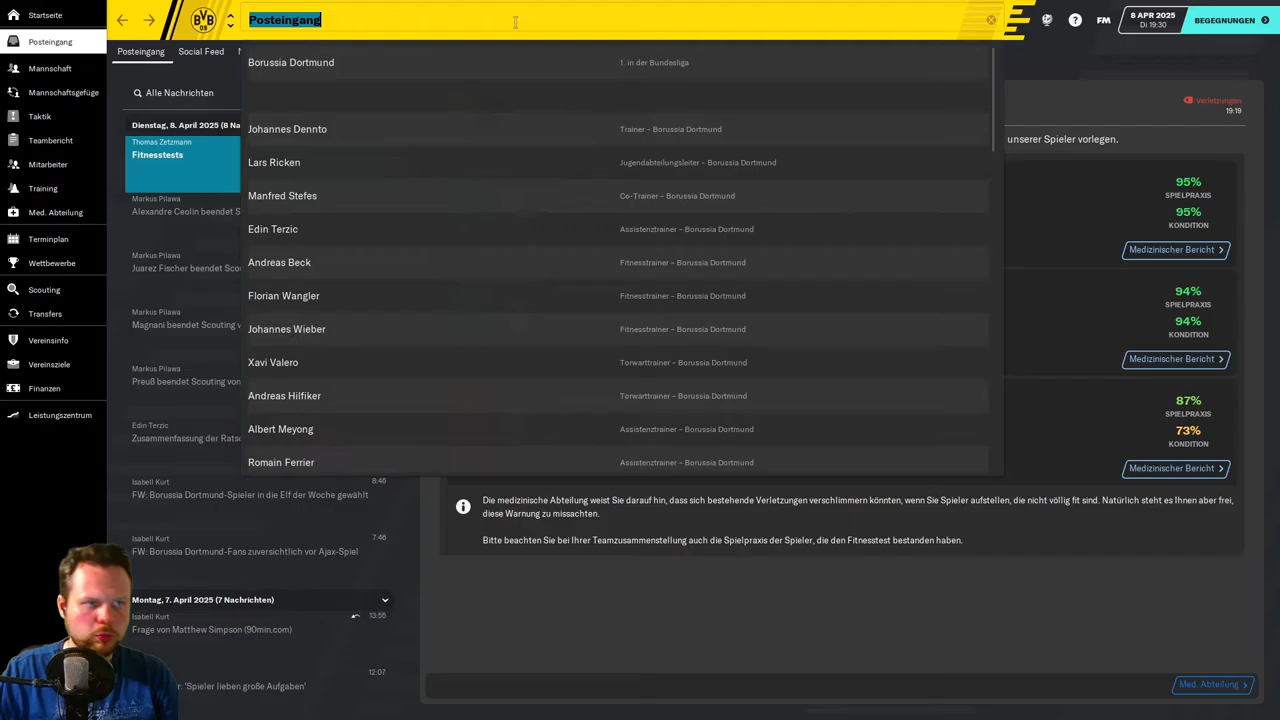 Startseite
Posteingang
Mannschaft
Mannschaftsgefüge
Taktik
Teambericht
Mitarbeiter
Training
Med. Abteilung
Terminplan
Wettbewerbe
Scouting
Transfers
Vereinsinfo
Vereinsziele
Finanzen
Leistungszentrum
BVB 09
Posteingang
FM
8 APR 2025
Di 19:30
BEGEGNUNGEN
Posteingang Social Feed
Alle Nachrichten
Dienstag, 8. April 2025 (8 Na
Thomas Zetzmann
Fitnesstests
Markus Pilawa
Alexandre Ceolin beendet S
Markus Pilawa
Juarez Fischer beendet Sco
Markus Pilawa
Magnani beendet Scouting v
Markus Pilawa
Preuß beendet Scouting von
Edin Terzic
Zusammenfassung der Ratsc
Isabell Kurt 8:46
FW: Borussia Dortmund-Spieler in die Elf der Woche gewählt
Isabell Kurt 7:46
FW: Borussia Dortmund-Fans zuversichtlich vor Ajax-Spiel
Montag, 7. April 2025 (7 Nachrichten)
Isabell Kurt 13:55
Frage von Matthew Simpson (90min.com)
12:07
r: 'Spieler lieben große Aufgaben'
Borussia Dortmund 1. in der Bundesliga
Johannes Dennto Trainer – Borussia Dortmund
Lars Ricken Jugendabteilungsleiter – Borussia Dortmund
Manfred Stefes Co-Trainer – Borussia Dortmund
Edin Terzic Assistenztrainer – Borussia Dortmund
Andreas Beck Fitnesstrainer – Borussia Dortmund
Florian Wangler Fitnesstrainer – Borussia Dortmund
Johannes Wieber Fitnesstrainer – Borussia Dortmund
Xavi Valero Torwarttrainer – Borussia Dortmund
Andreas Hilfiker Torwarttrainer – Borussia Dortmund
Albert Meyong Assistenztrainer – Borussia Dortmund
Romain Ferrier Assistenztrainer – Borussia Dortmund
Verletzungen
19:19
unserer Spieler vorlegen.
95%
SPIELPRAXIS
95%
KONDITION
Medizinischer Bericht
94%
SPIELPRAXIS
94%
KONDITION
Medizinischer Bericht
87%
SPIELPRAXIS
73%
KONDITION
Medizinischer Bericht
Die medizinische Abteilung weist Sie darauf hin, dass sich bestehende Verletzungen verschlimmern könnten, wenn Sie Spieler aufstellen, die nicht völlig fit sind. Natürlich steht es Ihnen aber frei,
diese Warnung zu missachten.
Bitte beachten Sie bei Ihrer Teamzusammenstellung auch die Spielpraxis der Spieler, die den Fitnesstest bestanden haben.
Med. Abteilung